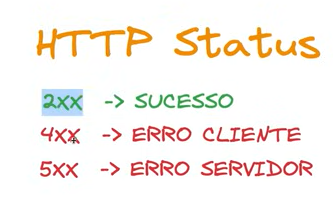 HTTP Status
2XX -> SUCESSO
4XX -> ERRO CLIENTE
5XX -> ERRO SERVIDOR